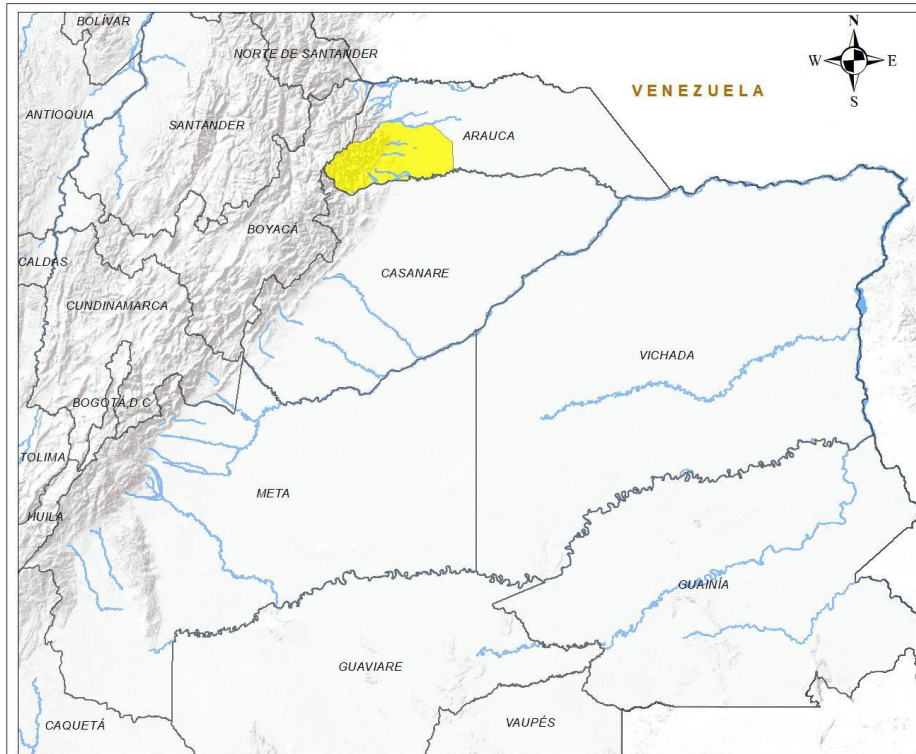 BOLÍVAR
N
NORTE DE SANTANDER
W
E
VENEZUELA
S
ANTIOQUIA
SANTANDER
ARAUCA
BOYACÁ
CALDAS
CASANARE
CUNDINAMARCA
VICHADA
BOGOTÁ,D.C
TOLIMA
META
HUILA
GUAINÍA
GUAVIARE
CAQUETÁ
VAUPÉS